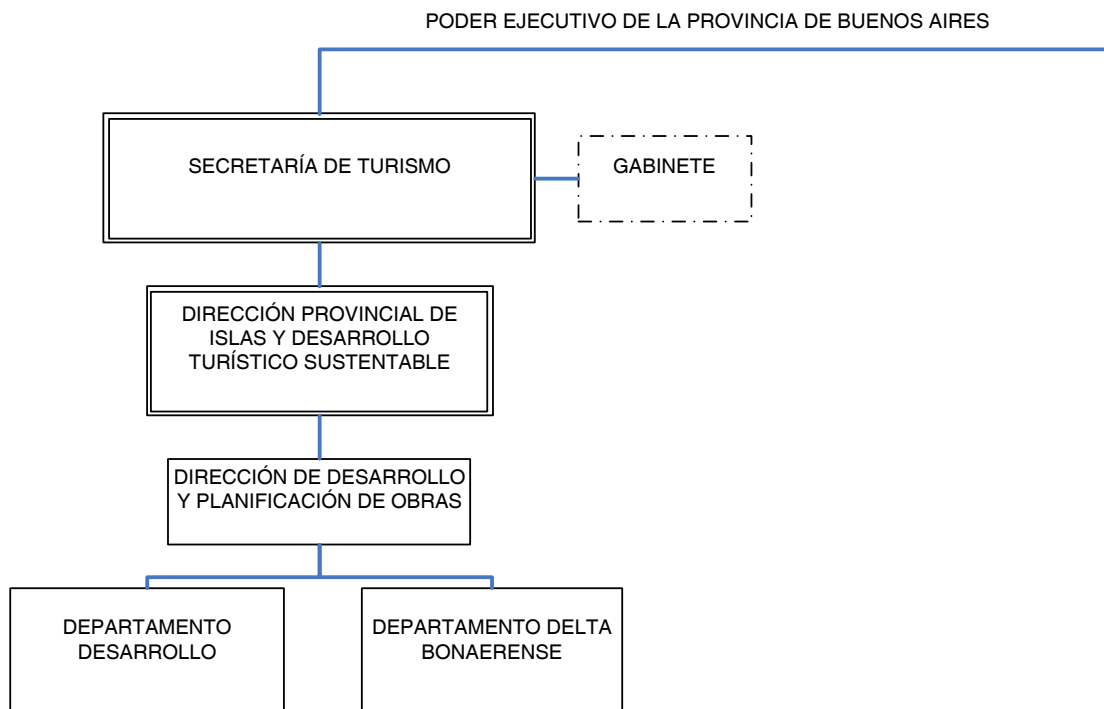 PODER EJECUTIVO DE LA PROVINCIA DE BUENOS AIRES
SECRETARÍA DE TURISMO
GABINETE
DIRECCIÓN PROVINCIAL DE
ISLAS Y DESARROLLO
TURÍSTICO SUSTENTABLE
DIRECCIÓN DE DESARROLLO
Y PLANIFICACIÓN DE OBRAS
DEPARTAMENTO
DESARROLLO
DEPARTAMENTO DELTA
BONAERENSE